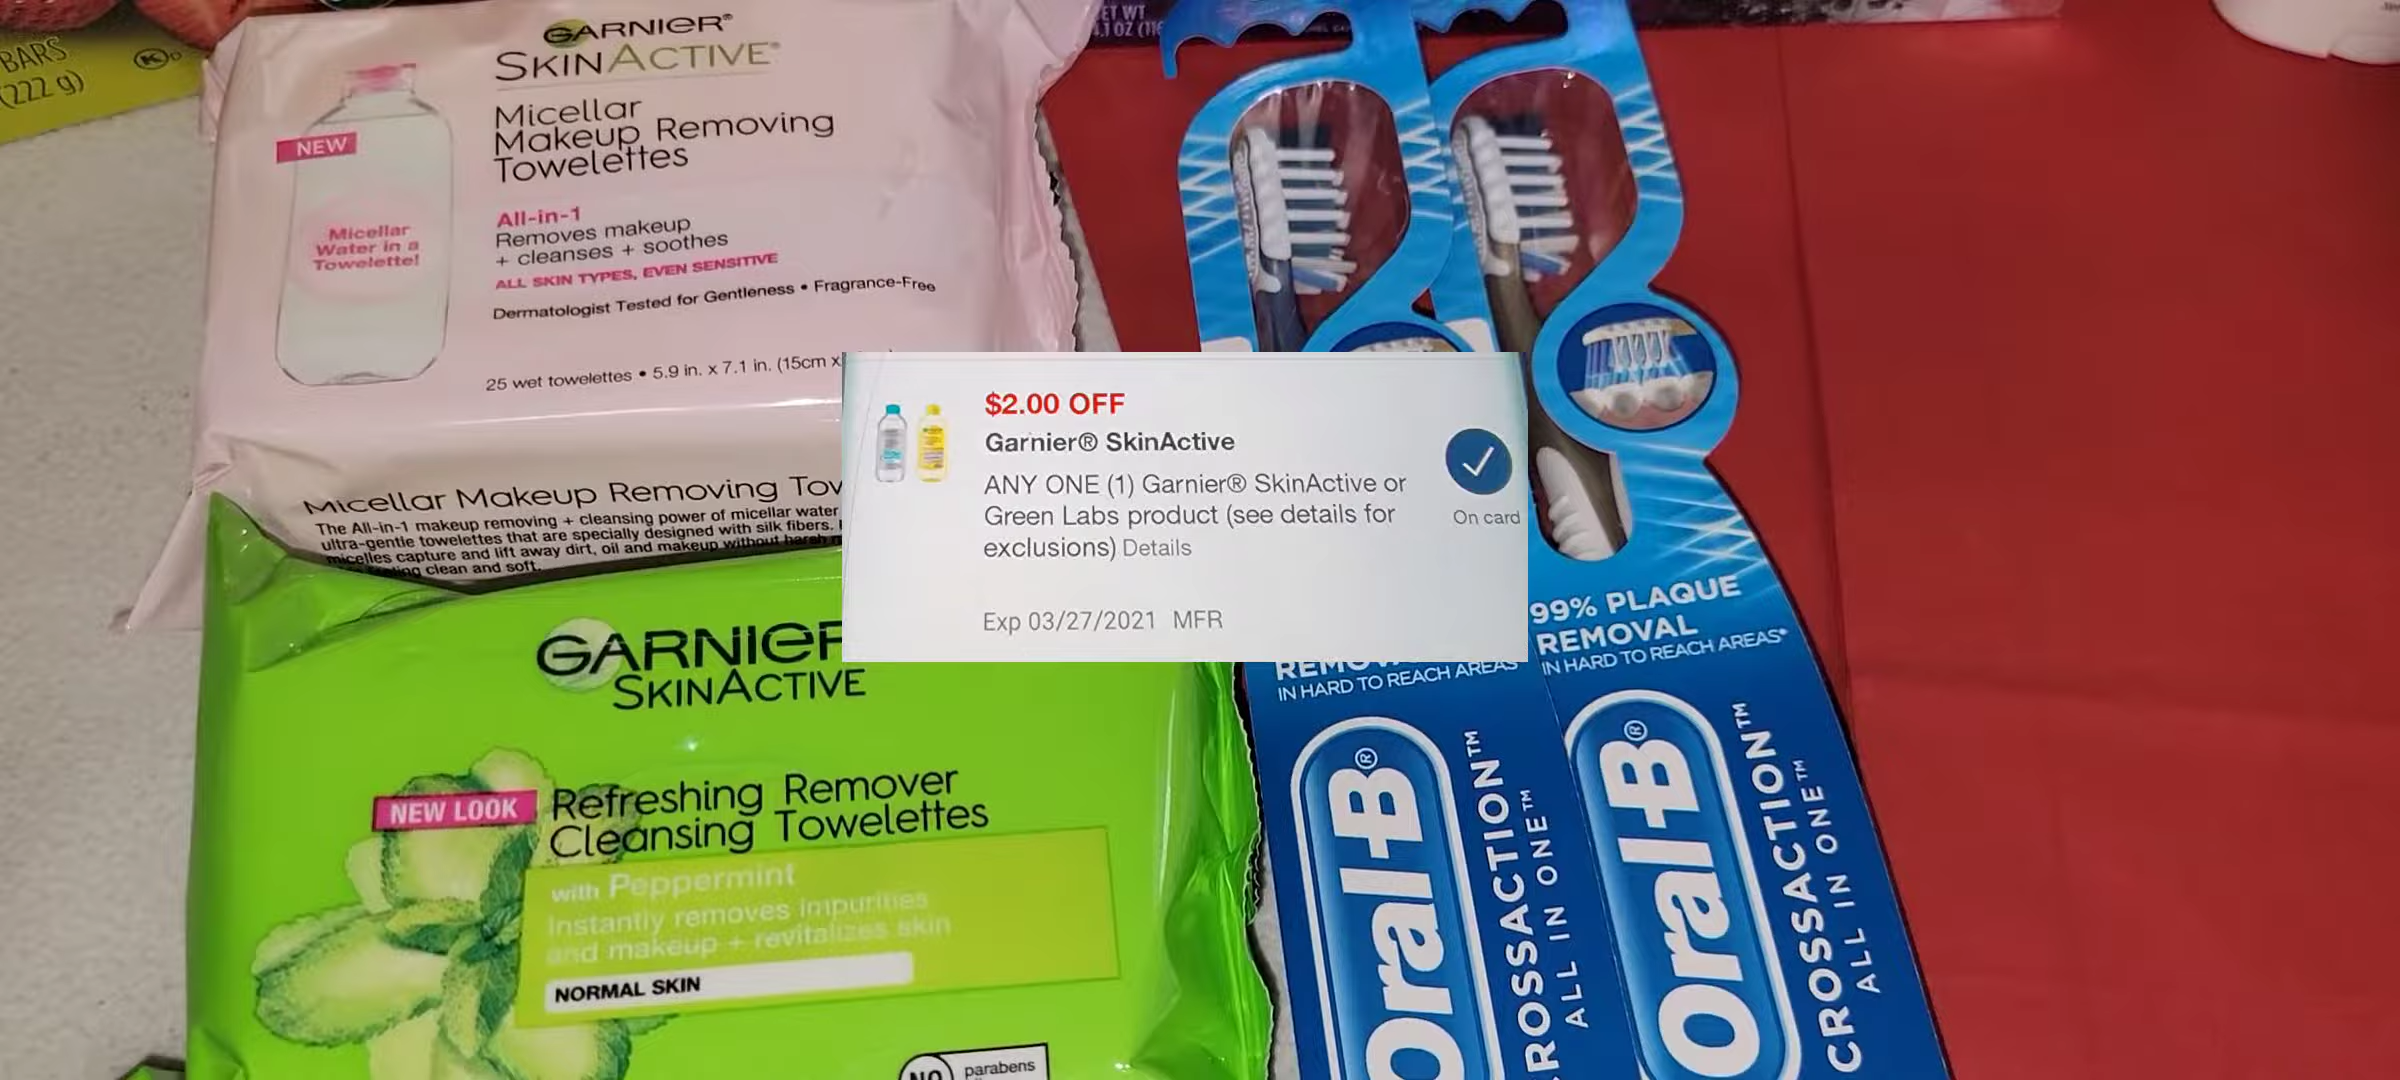 BARS
(222 g)
ET WT
GARNIER®
SKINACTIVE®
Micellar
Makeup Removing
Towelettes
NEW
Micellar
Water in a
Towelette!
All-in-1
Removes makeup
+ cleanses + soothes
ALL SKIN TYPES, EVEN SENSITIVE
Dermatologist Tested for Gentleness • Fragrance-Free
25 wet towelettes • 5.9 in. x 7.1 in. (15cm x
Micellar Makeup Removing Tow
The All-in-1 makeup removing + cleansing power of micellar water
ultra-gentle towelettes that are specially designed with silk fibers.
micelles capture and lift away dirt, oil and makeup without harsh
clean and soft.
$2.00 OFF
Garnier® SkinActive
ANY ONE (1) Garnier® SkinActive or
Green Labs product (see details for
exclusions) Details
On card
Exp 03/27/2021 MFR
GARNIER
SKINACTIVE
NEW LOOK
Refreshing Remover
Cleansing Towelettes
with Peppermint
Instantly removes impurities
and makeup + revitalizes skin
NORMAL SKIN
NO
parabens
IN HARD TO REACH AREAS
Oral-B®
CROSSACTION™
ALL IN ONE™
99% PLAQUE
REMOVAL
IN HARD TO REACH AREAS*
Oral-B®
CROSSACTION™
ALL IN ONE™